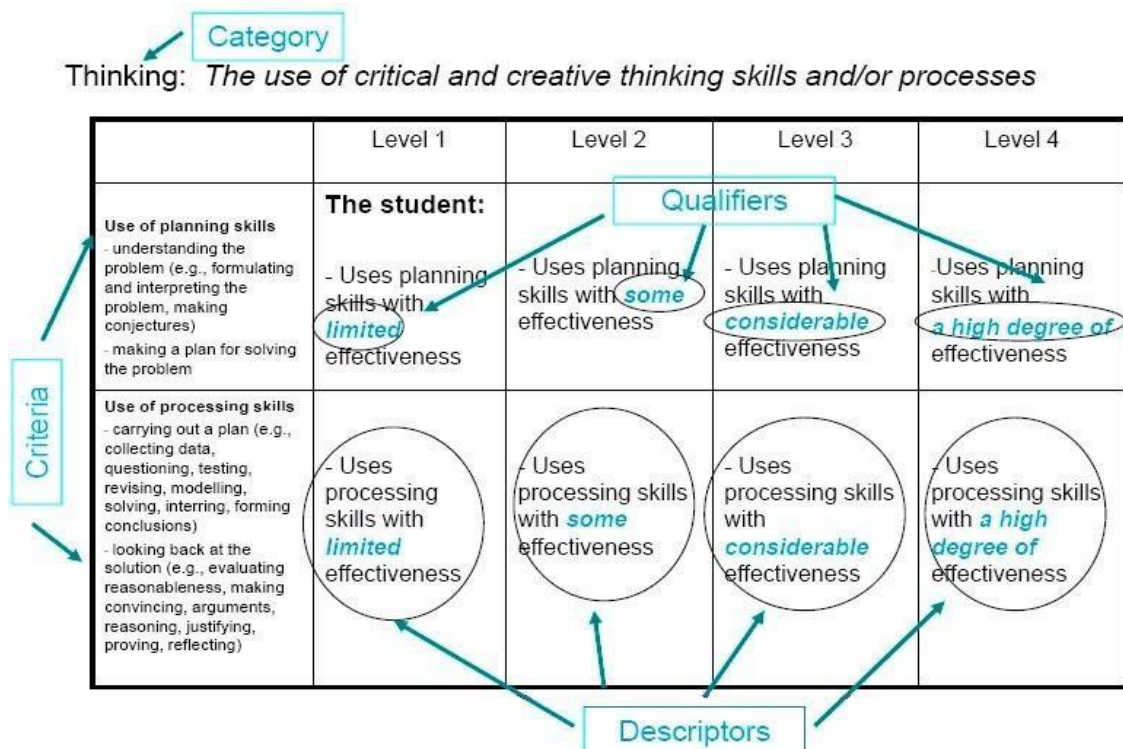 Category
Thinking: The use of critical and creative thinking skills and/or processes
Level 1
Level 2
Level 3
Level 4
Criteria
Qualifiers
Use of planning skills
- understanding the
problem (e.g., formulating
and interpreting the
problem, making
conjectures)
- making a plan for solving
the problem
The student:
- Uses planning
skills with
limited
effectiveness
- Uses planning
skills with some
effectiveness
- Uses planning
skills with
considerable
effectiveness
-Uses planning
skills with
a high degree of
effectiveness
Use of processing skills
- carrying out a plan (e.g.,
collecting data,
questioning, testing,
revising, modelling,
solving, interring, forming
conclusions)
- looking back at the
solution (e.g., evaluating
reasonableness, making
convincing, arguments,
reasoning, justifying,
proving, reflecting)
- Uses
processing
skills with
limited
effectiveness
- Uses
processing skills
with some
effectiveness
- Uses
processing skills
with
considerable
effectiveness
- Uses
processing skills
with a high
degree of
effectiveness
Descriptors